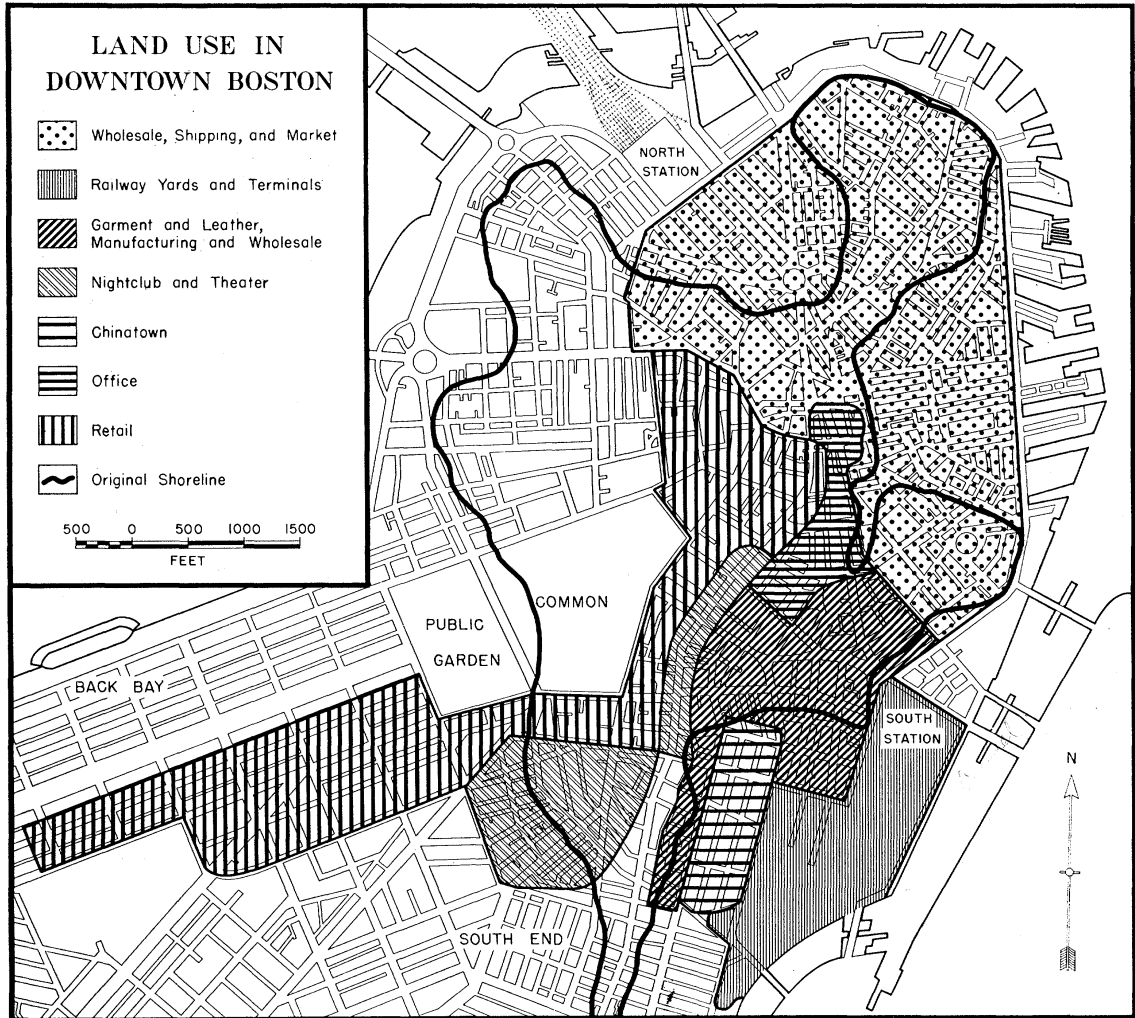 LAND USE IN
DOWNTOWN BOSTON
Wholesale, Shipping, and Market
Railway Yards and Terminals
Garment and Leather,
Manufacturing and Wholesale
Nightclub and Theater
Chinatown
Office
Retail
Original Shoreline
500 0 500 1000 1500
FEET
NORTH
STATION
COMMON
PUBLIC
GARDEN
BACK BAY
SOUTH
STATION
N
SOUTH END